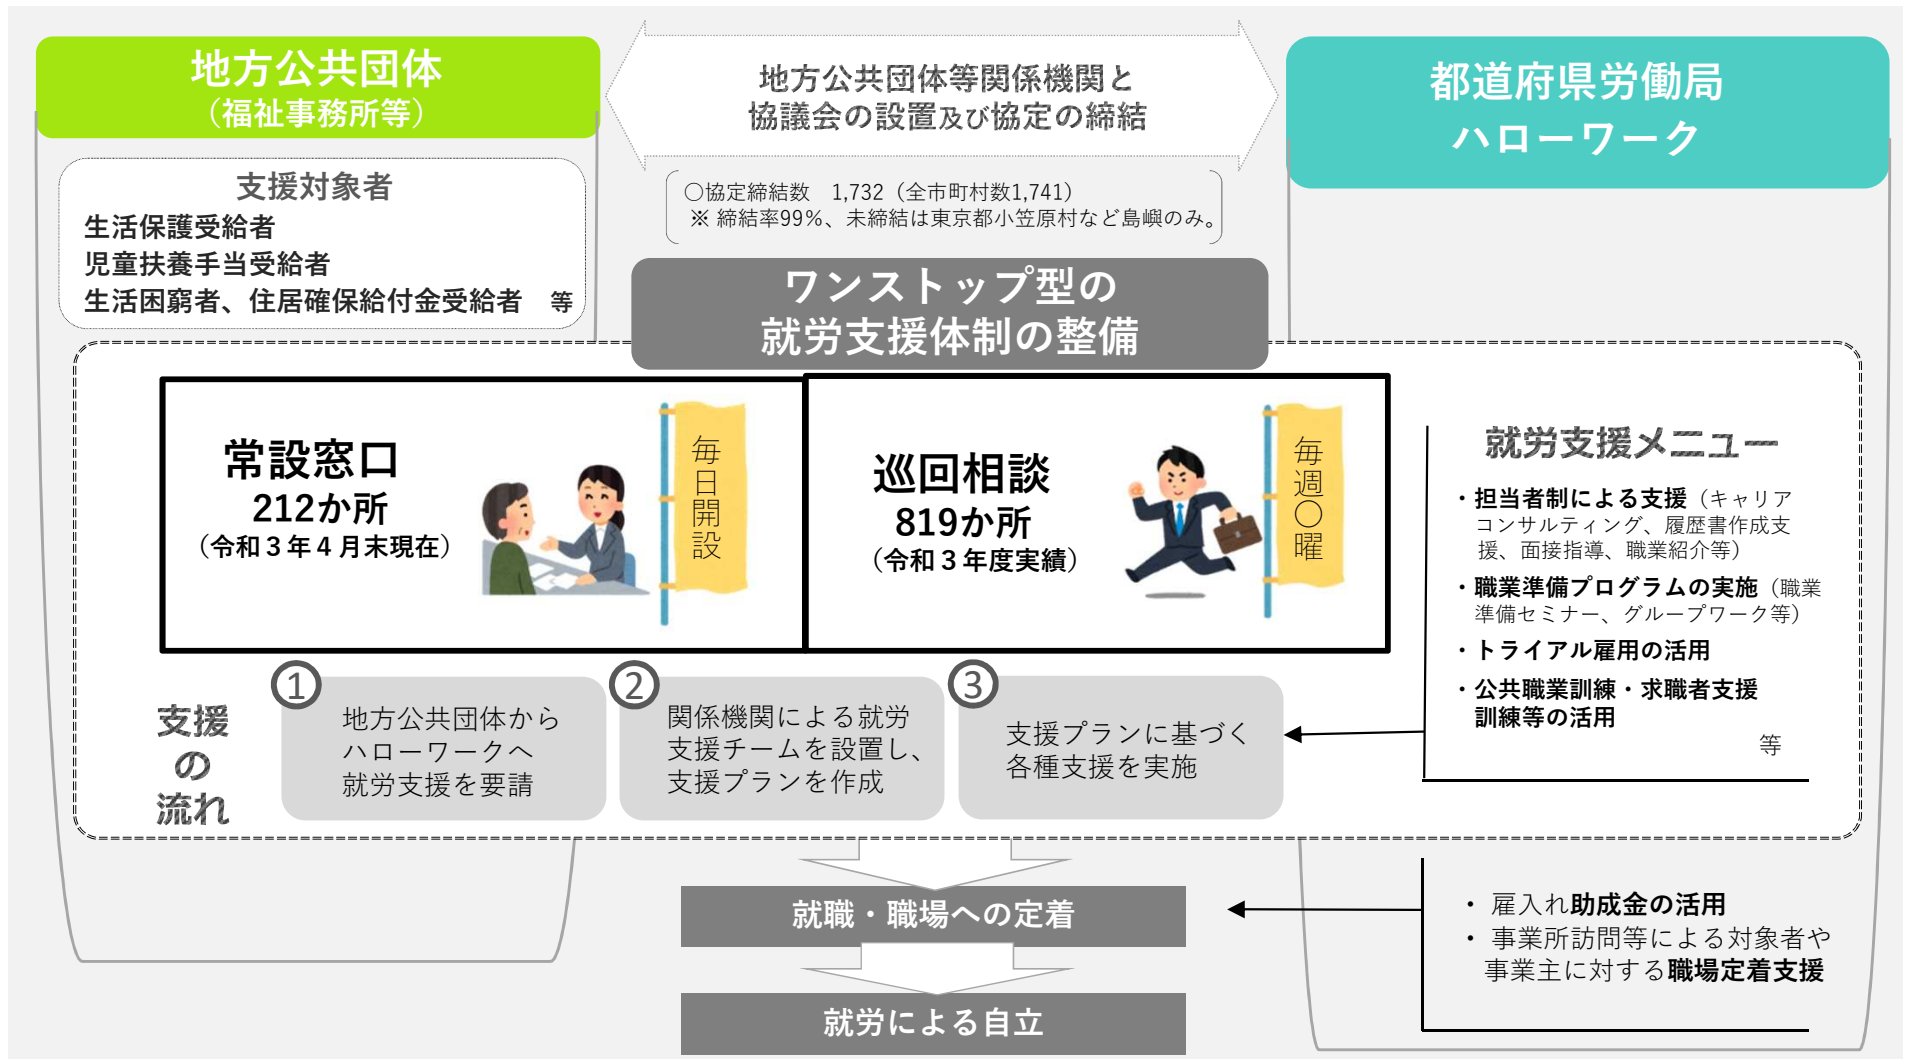 地方公共団体
（福祉事務所等）
地方公共団体等関係機関と
協議会の設置及び協定の締結
都道府県労働局
ハローワーク
支援対象者
生活保護受給者
児童扶養手当受給者
生活困窮者、住居確保給付金受給者　等
〇協定締結数　1,732（全市町村数1,741）
※ 締結率99%、未締結は東京都小笠原村など島嶼のみ。
ワンストップ型の
就労支援体制の整備
常設窓口
212か所
（令和３年４月末現在）
毎日開設
巡回相談
819か所
（令和３年度実績）
毎週〇曜
就労支援メニュー
・担当者制による支援（キャリア
コンサルティング、履歴書作成支
援、面接指導、職業紹介等）
・職業準備プログラムの実施（職業
準備セミナー、グループワーク等）
・トライアル雇用の活用
・公共職業訓練・求職者支援
訓練等の活用
等
支援
の
流れ
①
地方公共団体から
ハローワークへ
就労支援を要請
②
関係機関による就労
支援チームを設置し、
支援プランを作成
③
支援プランに基づく
各種支援を実施
就職・職場への定着
・ 雇入れ助成金の活用
・ 事業所訪問等による対象者や
事業主に対する職場定着支援
就労による自立